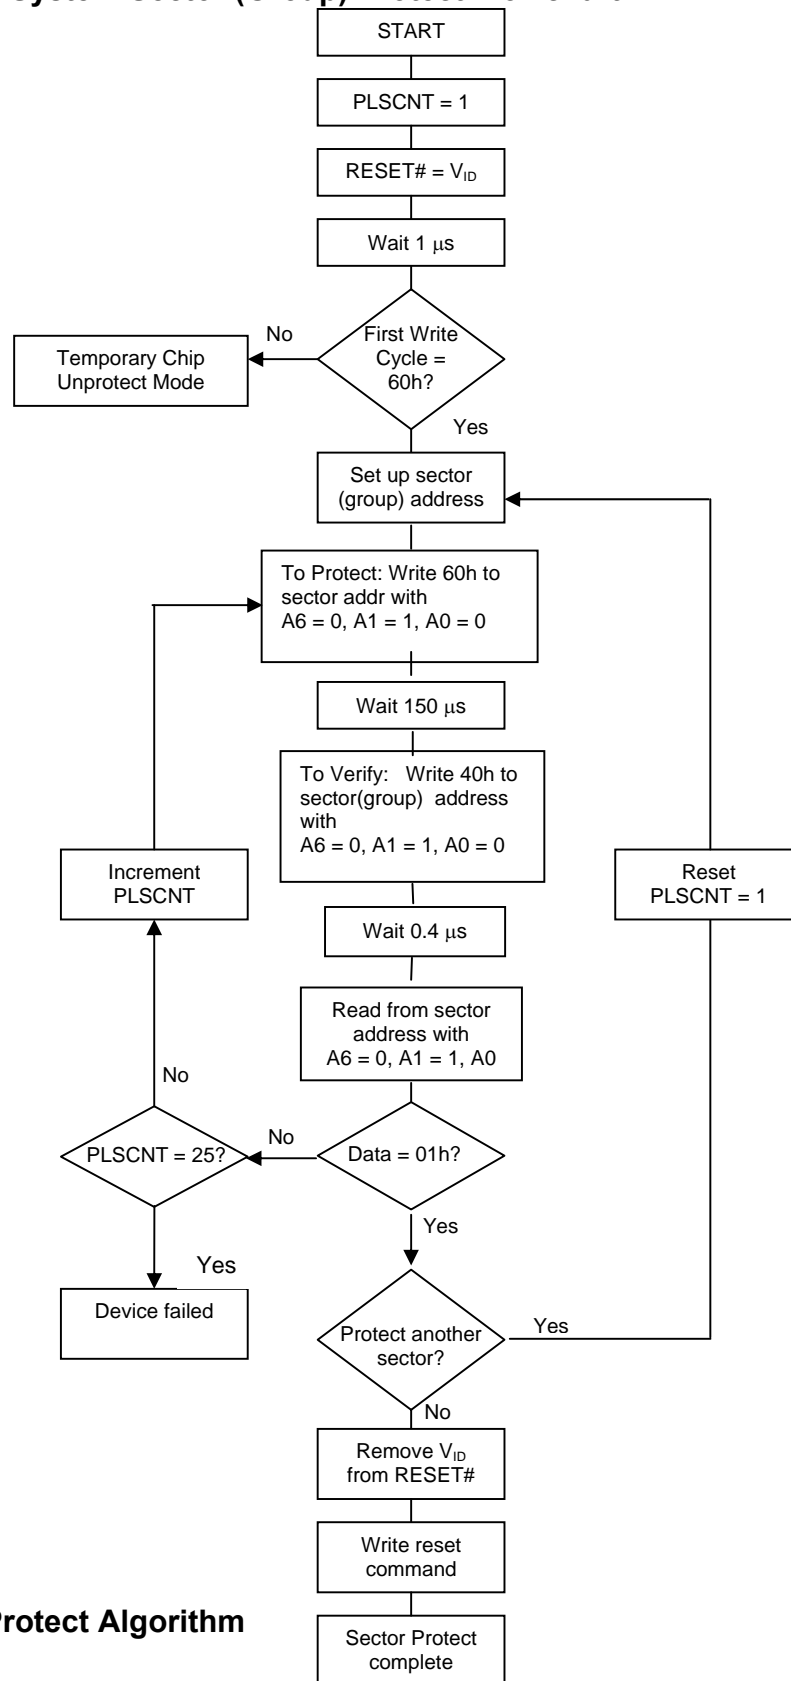 START
PLSCNT = 1
RESET# = VID
Wait 1 μs
First Write
Cycle =
60h?
No
Temporary Chip
Unprotect Mode
Yes
Set up sector
(group) address
To Protect: Write 60h to
sector addr with
A6 = 0, A1 = 1, A0 = 0
Wait 150 μs
To Verify: Write 40h to
sector(group) address
with
A6 = 0, A1 = 1, A0 = 0
Increment
PLSCNT
Reset
PLSCNT = 1
Wait 0.4 μs
Read from sector
address with
A6 = 0, A1 = 1, A0
No
PLSCNT = 25?
No
Data = 01h?
Yes
Yes
Device failed
Protect another
sector?
Yes
No
Remove VID
from RESET#
Write reset
command
Protect Algorithm
Sector Protect
complete